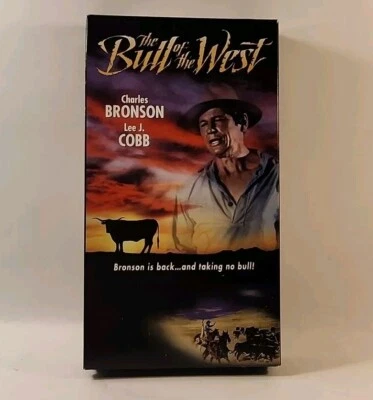 The
Bull of the West
Charles
BRONSON
Lee J.
COBB
Bronson is back...and taking no bull!